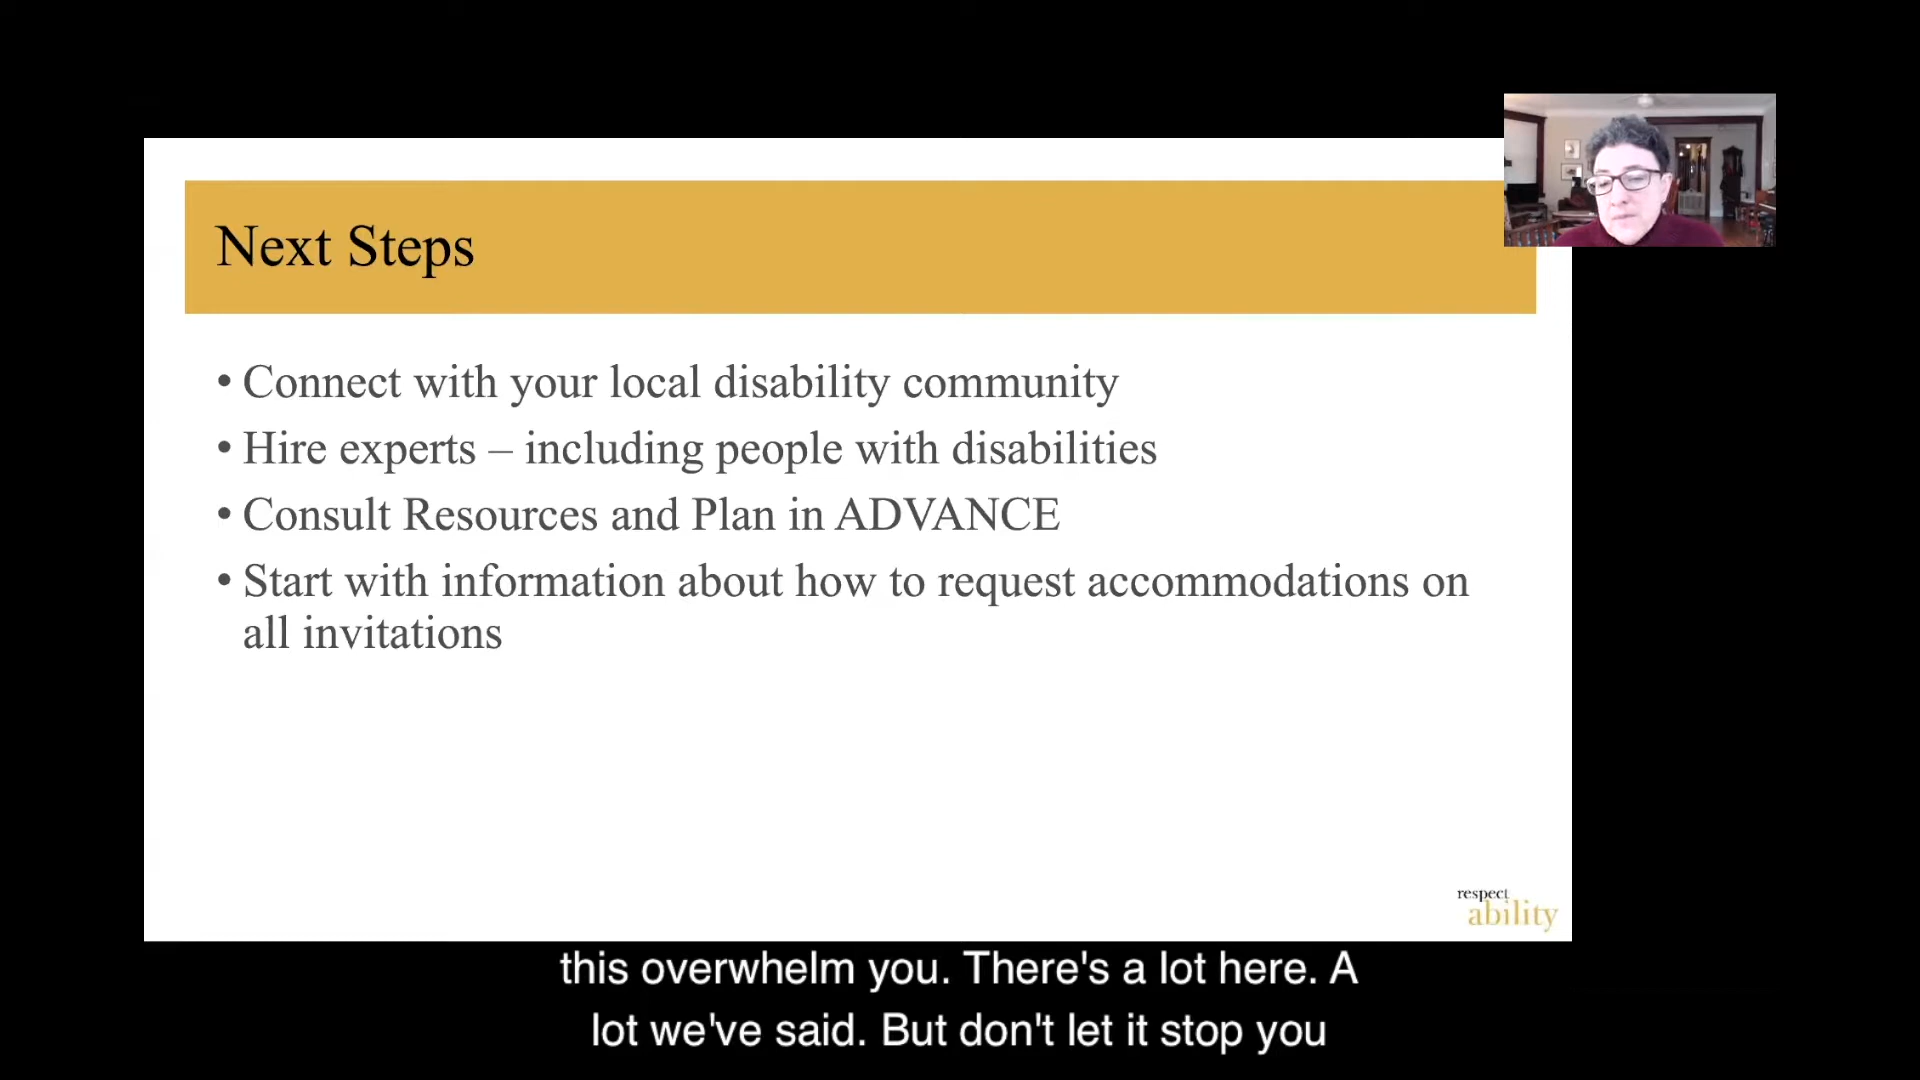 Next Steps
• Connect with your local disability community
• Hire experts – including people with disabilities
• Consult Resources and Plan in ADVANCE
• Start with information about how to request accommodations on
all invitations
respect
ability
this overwhelm you. There's a lot here. A
lot we've said. But don't let it stop you